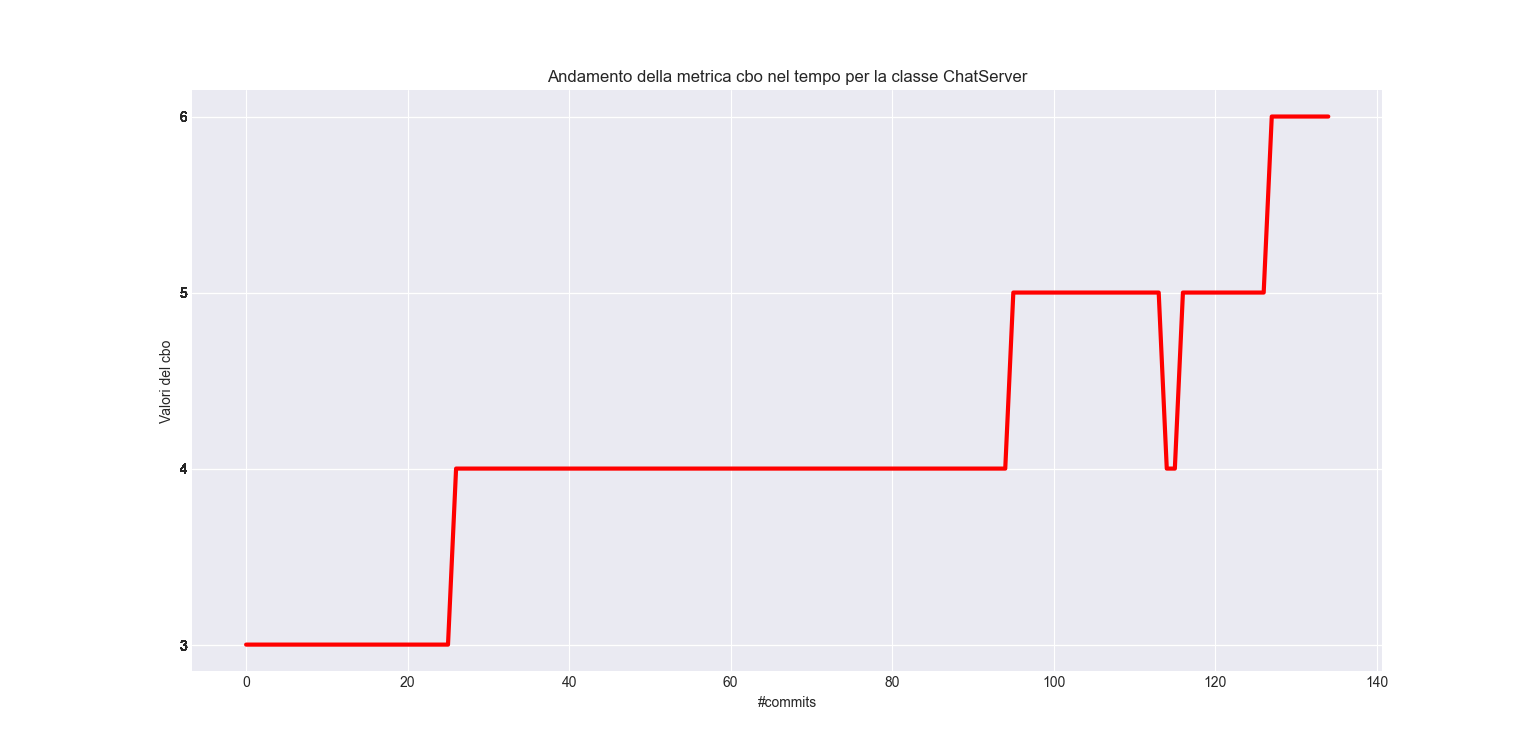 Andamento della metrica cbo nel tempo per la classe ChatServer
6
5
4
3
Valori del cbo
0 20 40 60 80 100 120 140
#commits